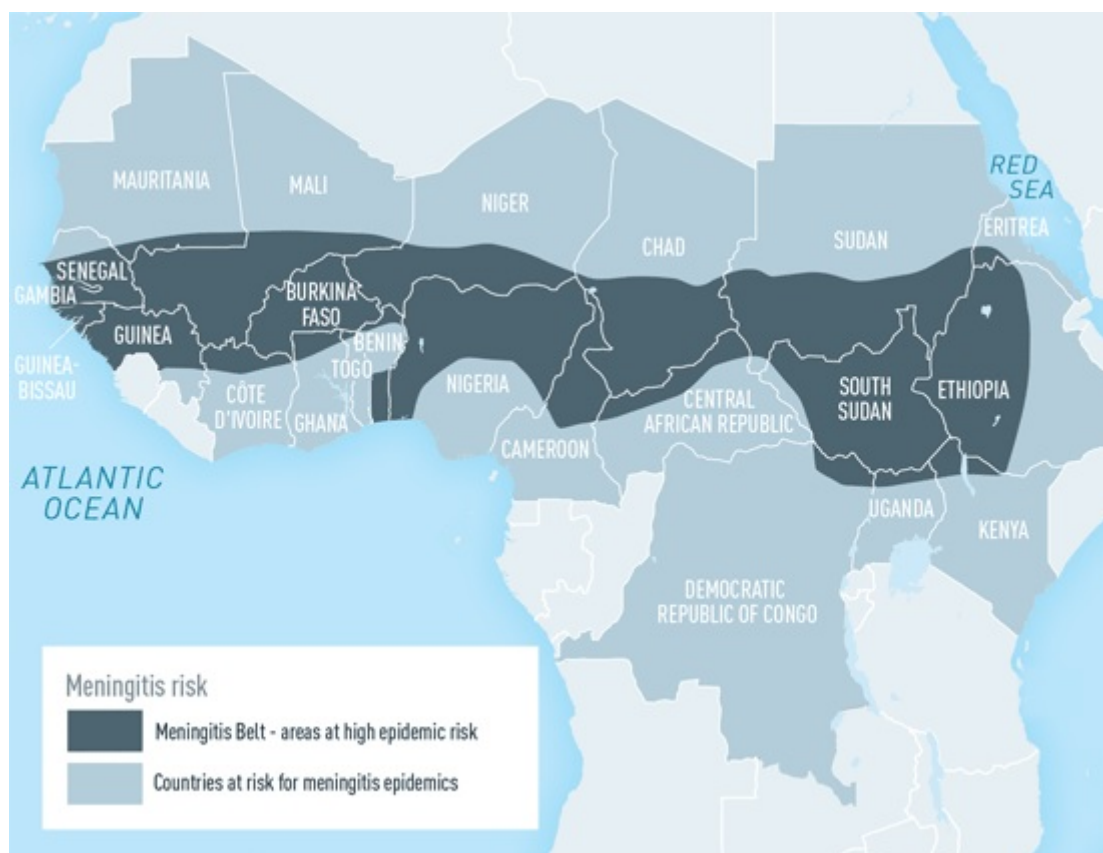 MAURITANIA
MALI
NIGER
CHAD
SUDAN
RED
SEA
ERITREA
SENEGAL
GAMBIA
GUINEA
GUINEA-
BISSAU
BURKINA
FASO
BENIN
TOGO
CÔTE
D'IVOIRE
GHANA
NIGERIA
CAMEROON
CENTRAL
AFRICAN REPUBLIC
SOUTH
SUDAN
ETHIOPIA
UGANDA
KENYA
DEMOCRATIC
REPUBLIC OF CONGO
ATLANTIC
OCEAN
Meningitis risk
Meningitis Belt - areas at high epidemic risk
Countries at risk for meningitis epidemics